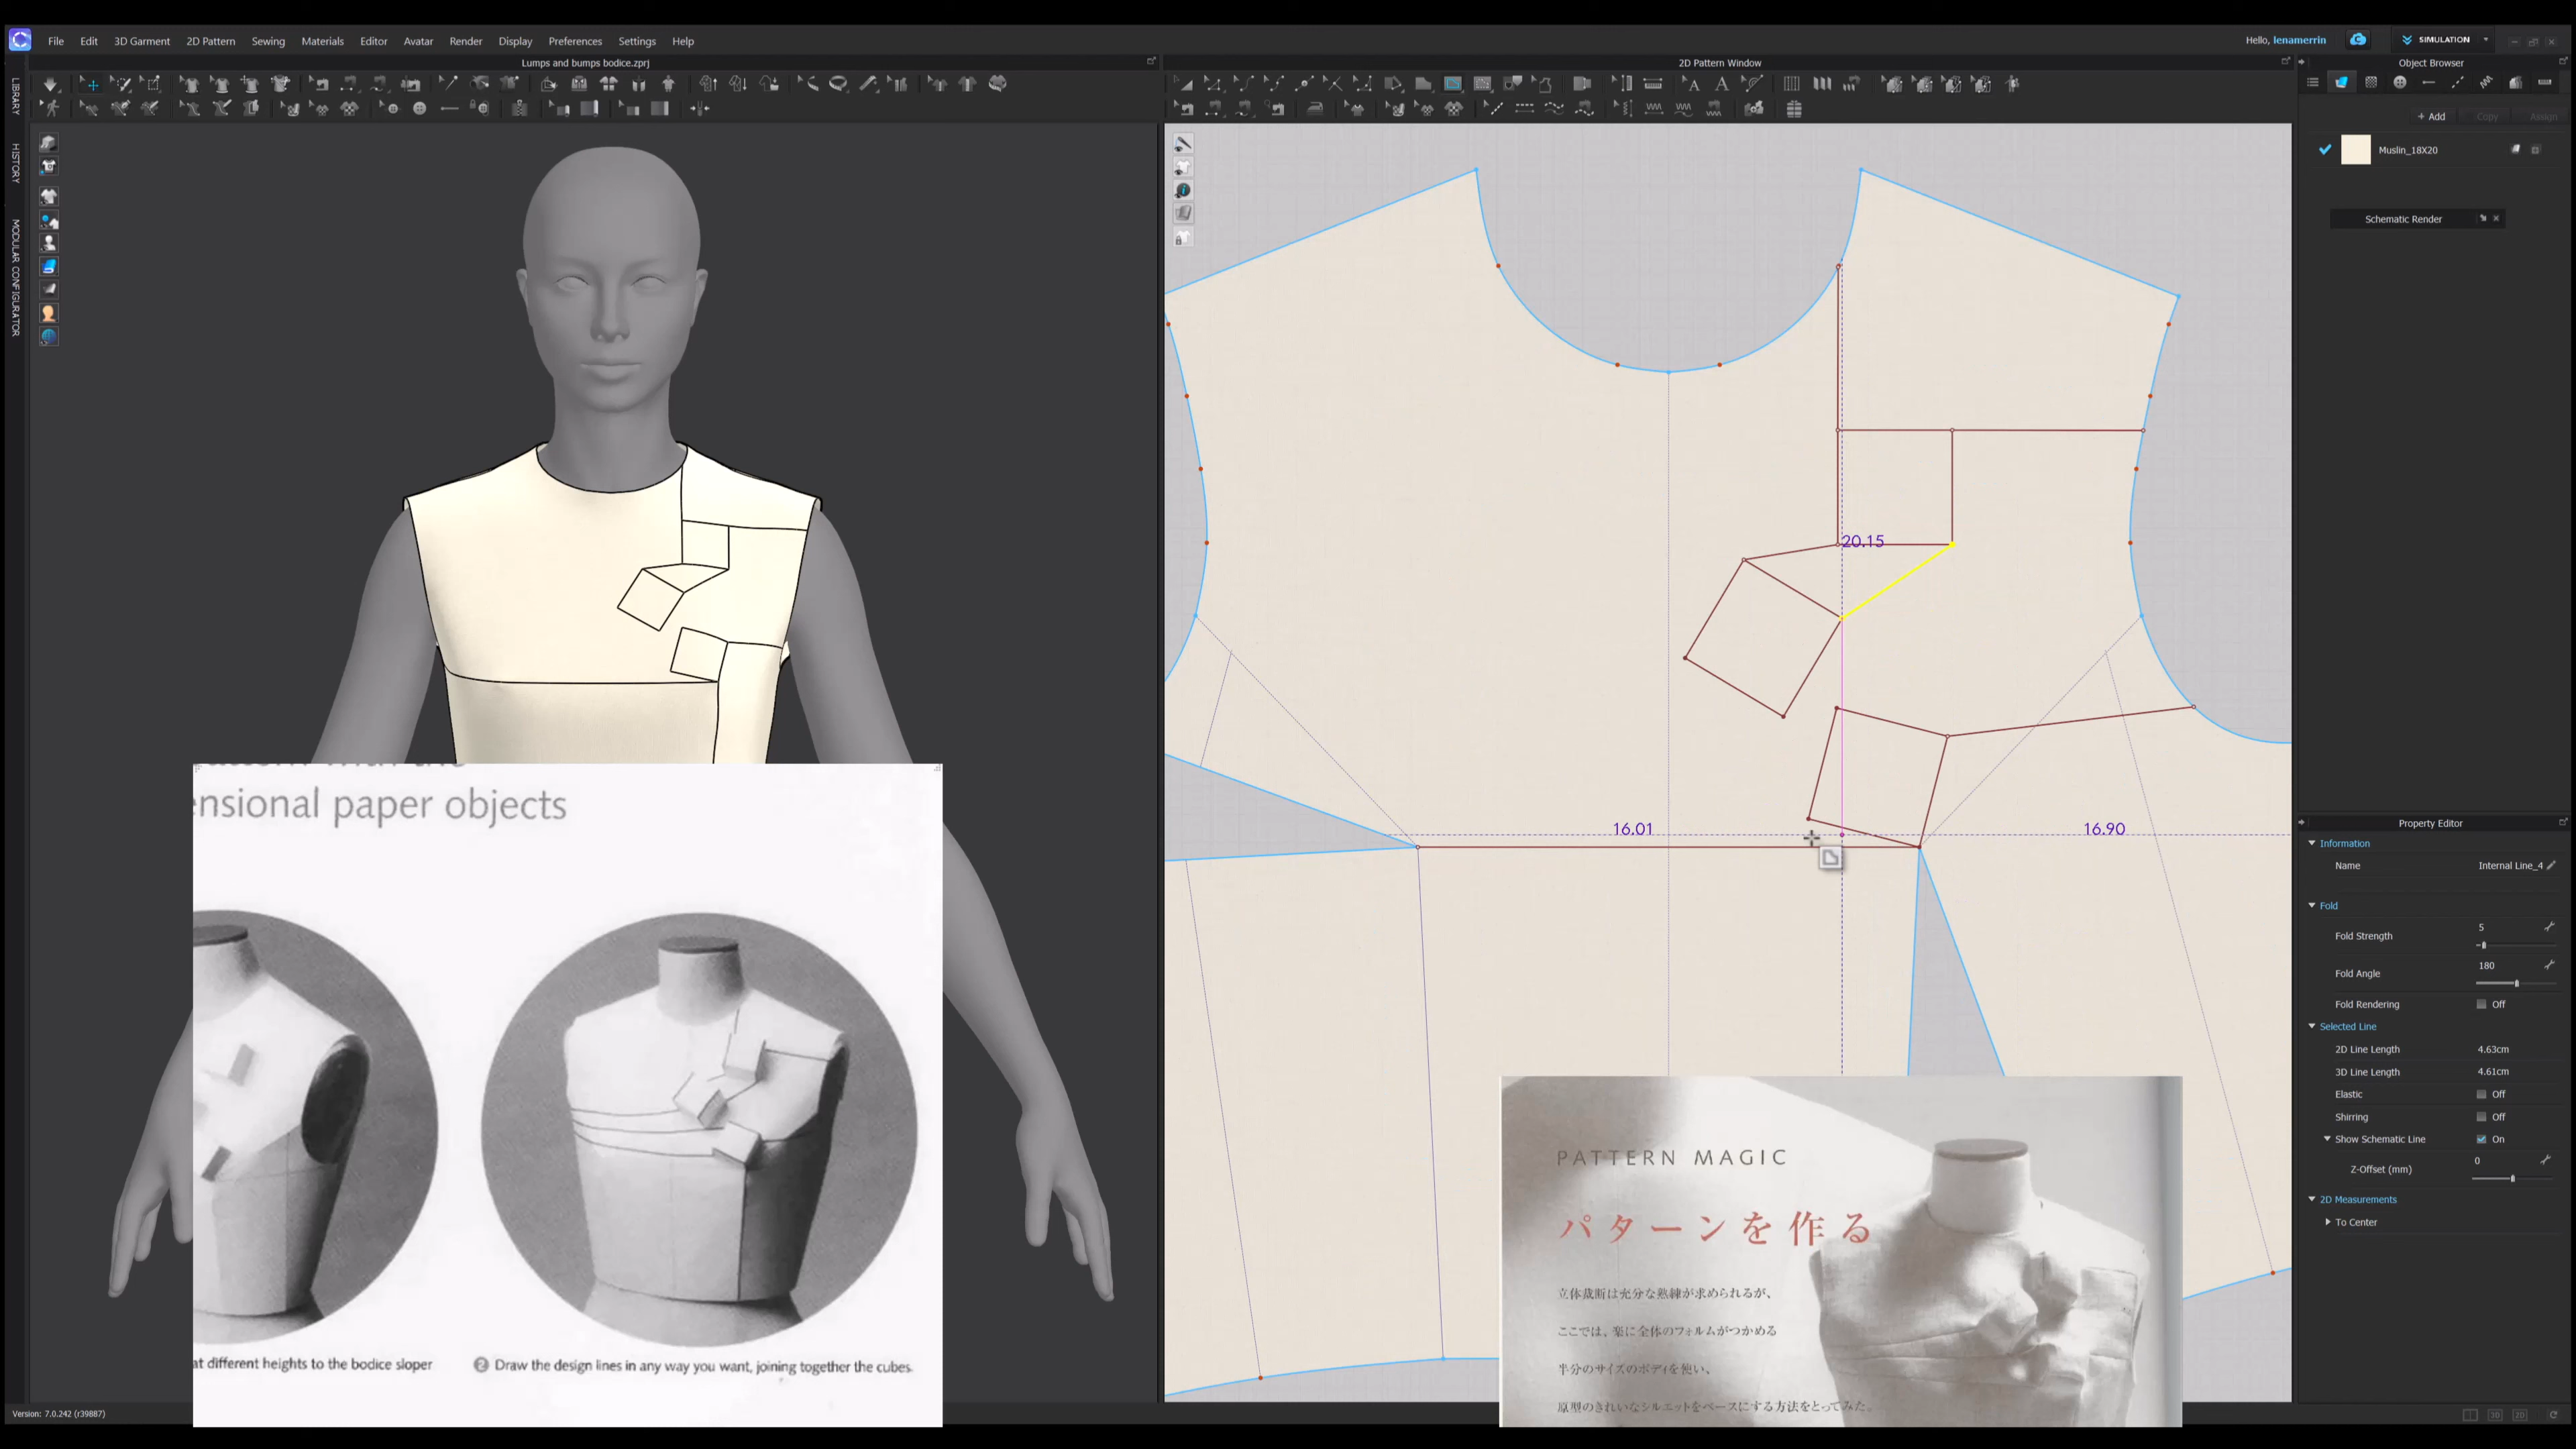 File Edit 3D Garment 2D Pattern Sewing Materials Editor Avatar Render Display Preferences Settings Help
Hello, lenamerrin
SIMULATION
Lumps and bumps bodice.zprj
2D Pattern Window
Object Browser
LIBRARY
HISTORY
MODULAR CONFIGURATOR
+ Add
Copy
Assign
Muslin_18X20
Schematic Render
20.15
16.01
16.90
Property Editor
Information
Name Internal Line_4
Fold
Fold Strength 5
Fold Angle 180
Fold Rendering Off
Selected Line
2D Line Length 4.63cm
3D Line Length 4.61cm
Elastic Off
Shirring Off
Show Schematic Line On
Z-Offset (mm) 0
2D Measurements
To Center
ensional paper objects
at different heights to the bodice sloper
2 Draw the design lines in any way you want, joining together the cubes.
PATTERN MAGIC
パターンを作る
立体裁断は充分な熟練が求められるが、
ここでは、楽に全体のフォルムがつかめる
半分のサイズのボディを使い、
原型のきれいなシルエットをベースにする方法をとってみた。
Version: 7.0.242 (r39887)
3D
2D